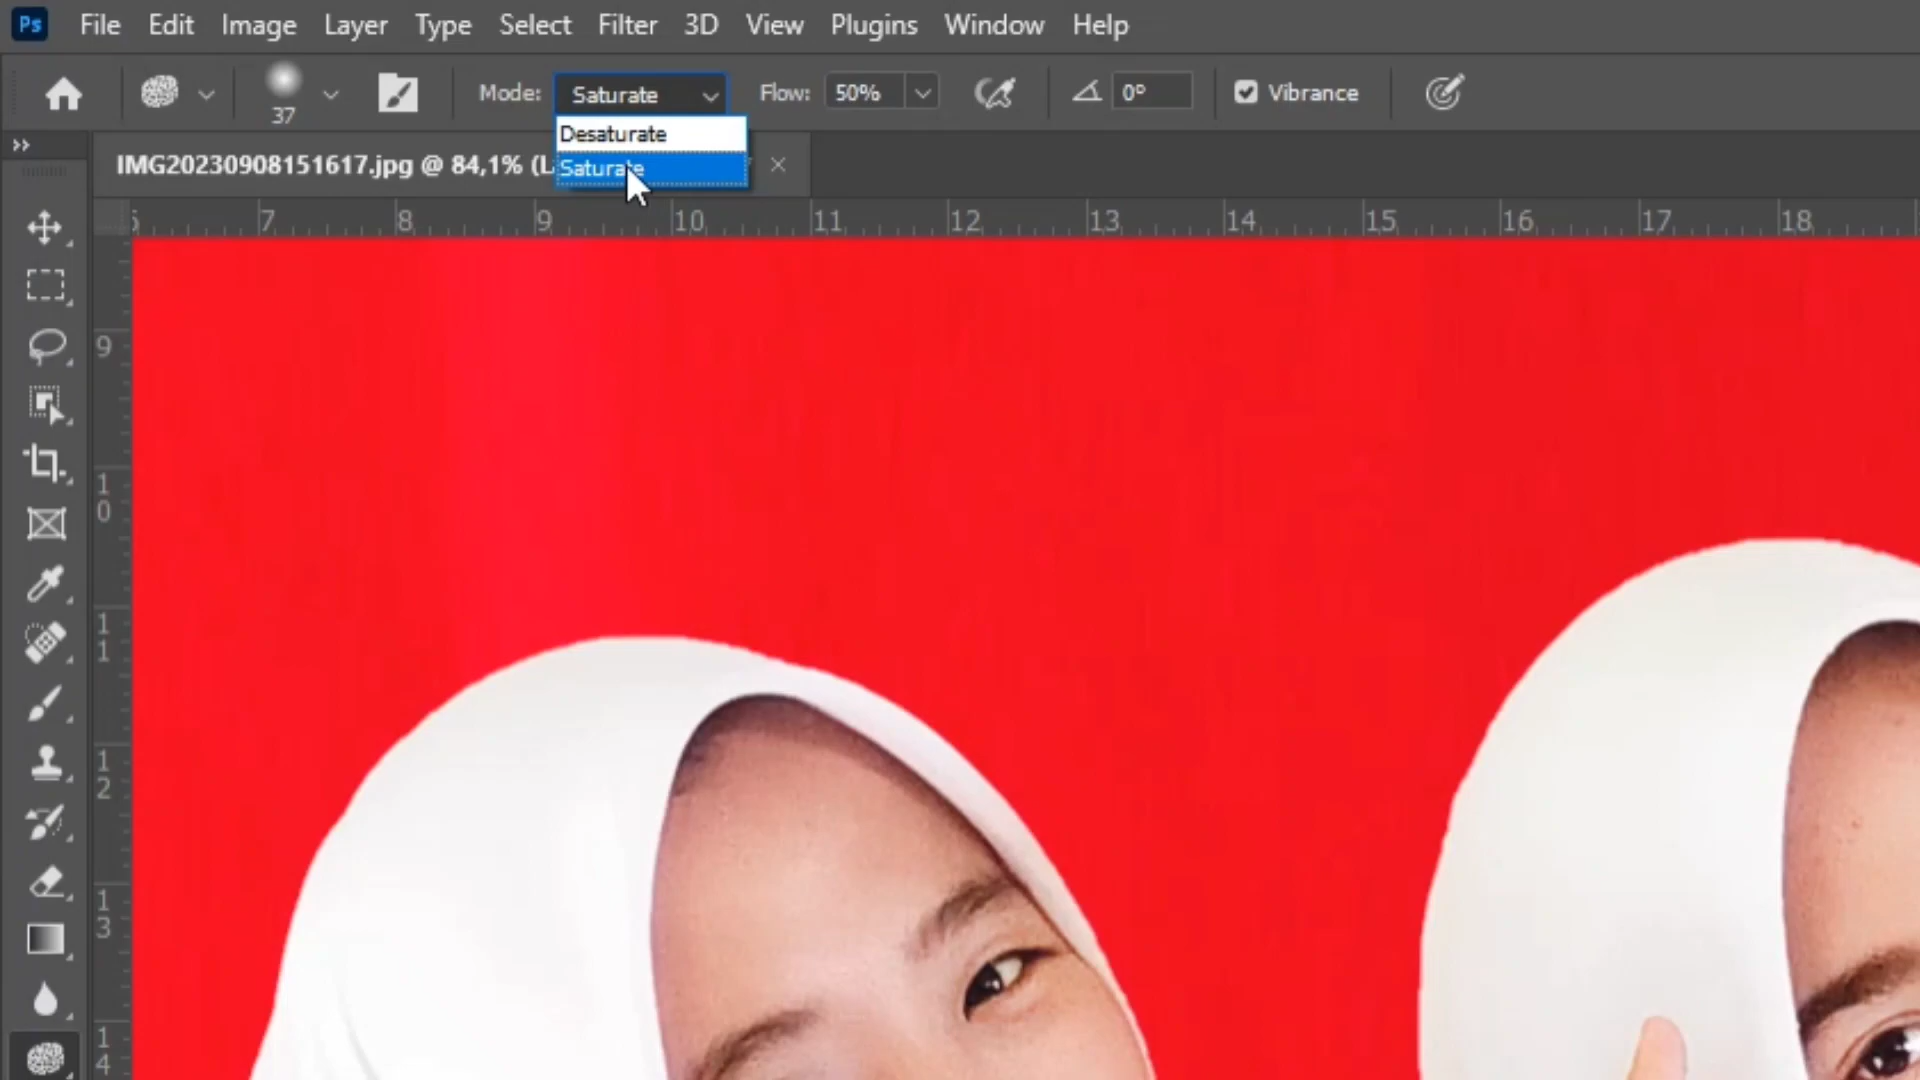 Ps File Edit Image Layer Type Select Filter 3D View Plugins Window Help
37 Mode: Saturate Flow: 50% 0° Vibrance
Desaturate
Saturate
IMG20230908151617.jpg @ 84,1% (L
7 8 9 10 11 12 13 14 15 16 17 18
9
10
11
12
13
14